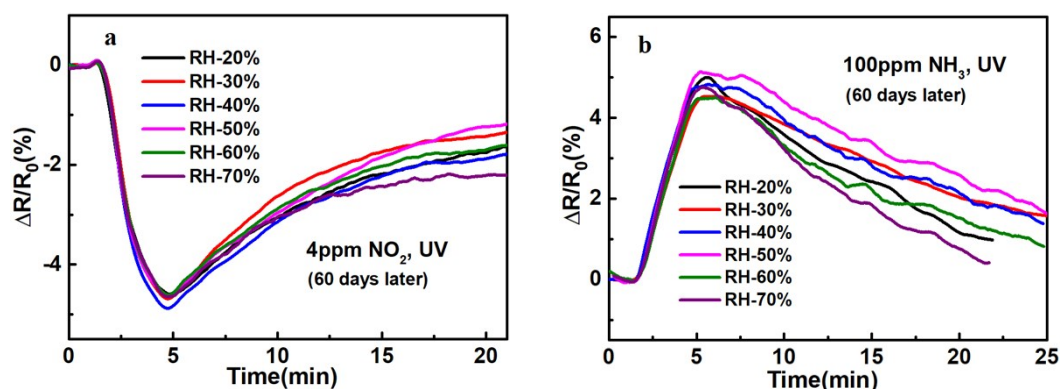 a
RH-20%
RH-30%
RH-40%
RH-50%
RH-60%
RH-70%
4ppm NO₂, UV
(60 days later)
ΔR/R₀(%)
0
-2
-4
0
5
10
15
20
Time(min)
b
100ppm NH₃, UV
(60 days later)
RH-20%
RH-30%
RH-40%
RH-50%
RH-60%
RH-70%
ΔR/R₀(%)
6
4
2
0
0
5
10
15
20
25
Time(min)